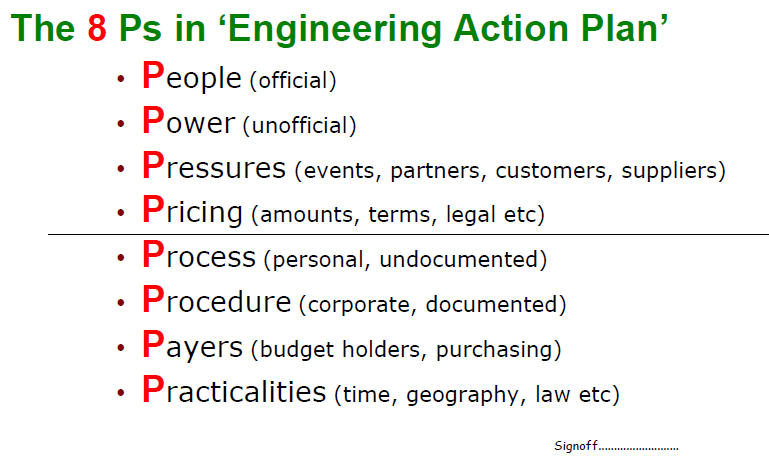 The 8 Ps in ‘Engineering Action Plan’
• People (official)
• Power (unofficial)
• Pressures (events, partners, customers, suppliers)
• Pricing (amounts, terms, legal etc)
• Process (personal, undocumented)
• Procedure (corporate, documented)
• Payers (budget holders, purchasing)
• Practicalities (time, geography, law etc)
Signoff..........................